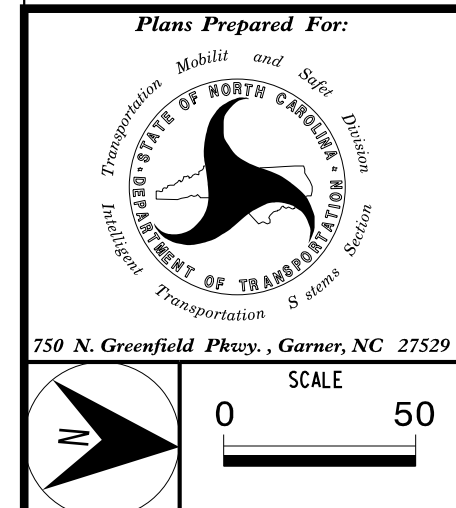 Plans Prepared For:
Transportation Mobilit and Safet Division
STATE OF NORTH CAROLINA
DEPARTMENT OF TRANSPORTATION
Intelligent Transportation S stems Section
750 N. Greenfield Pkwy. , Garner, NC 27529
N
SCALE
0 50